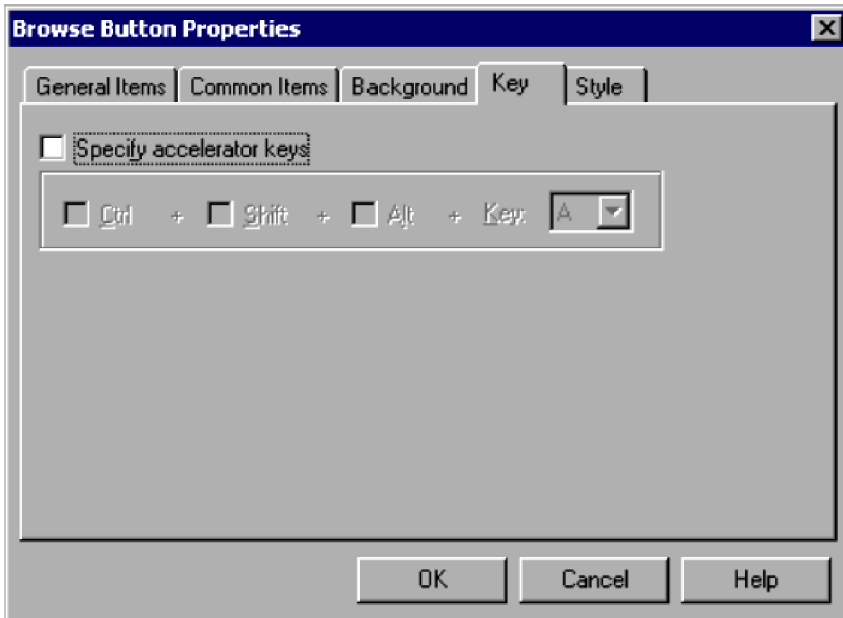 Browse Button Properties
General Items Common Items Background Key Style
Specify accelerator keys
Ctrl + Shift + Alt + Key: A
OK Cancel Help